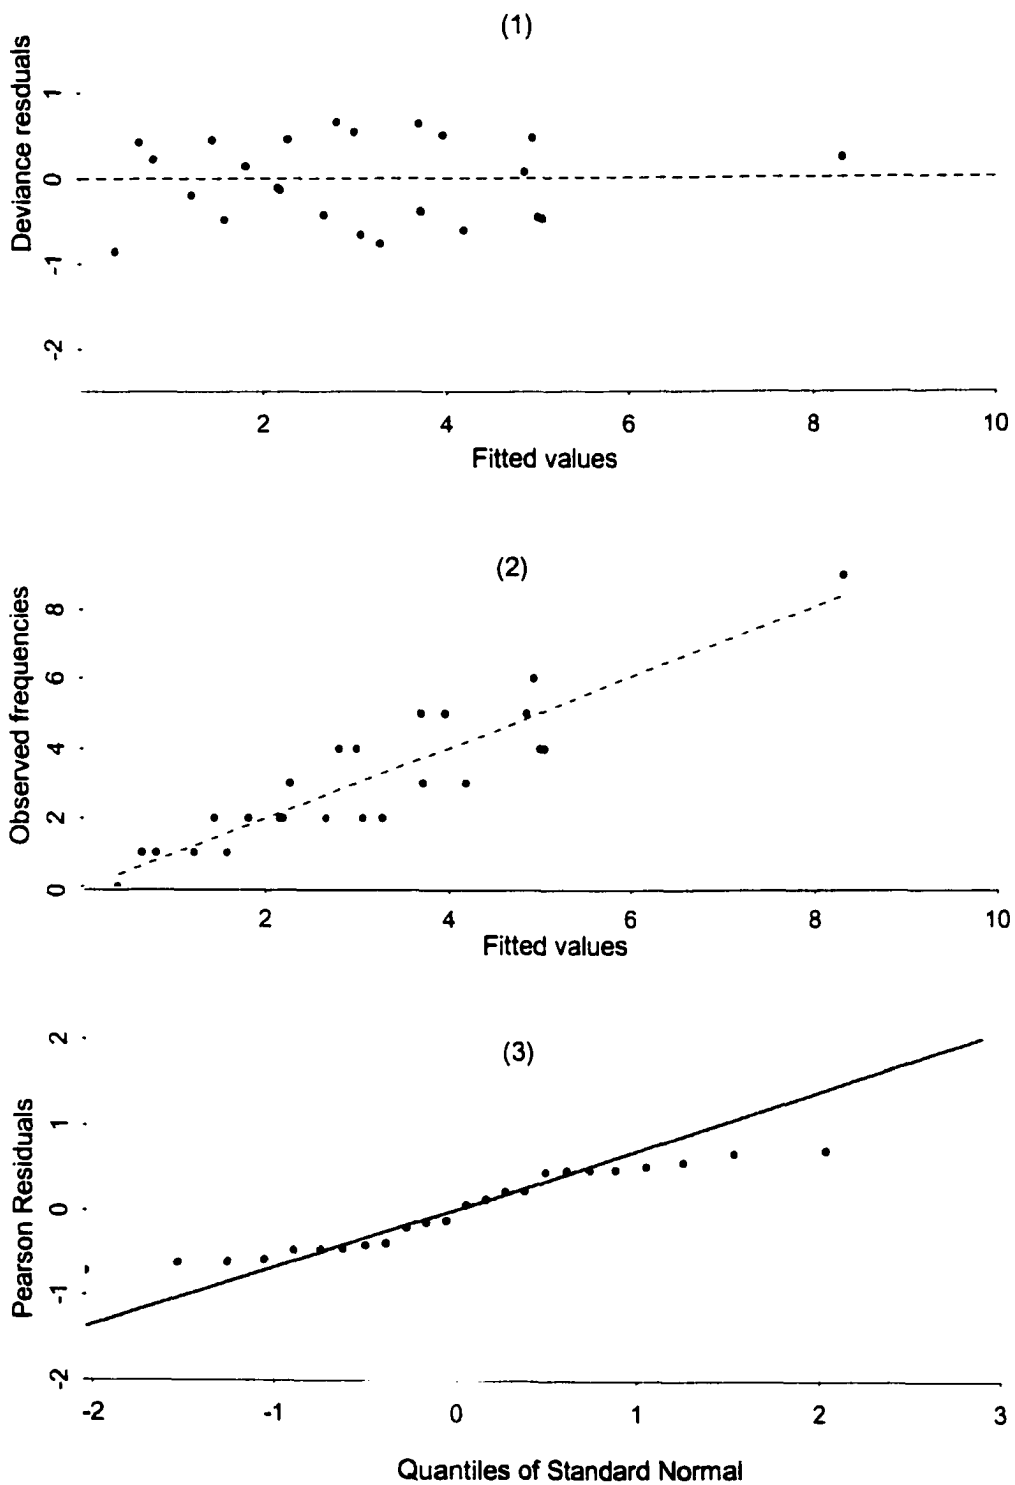 (1)
Deviance resduals
1
0
-1
-2
2 4 6 8 10
Fitted values
(2)
Observed frequencies
8
6
4
2
0
2 4 6 8 10
Fitted values
(3)
Pearson Residuals
2
1
0
-1
-2
-2 -1 0 1 2 3
Quantiles of Standard Normal